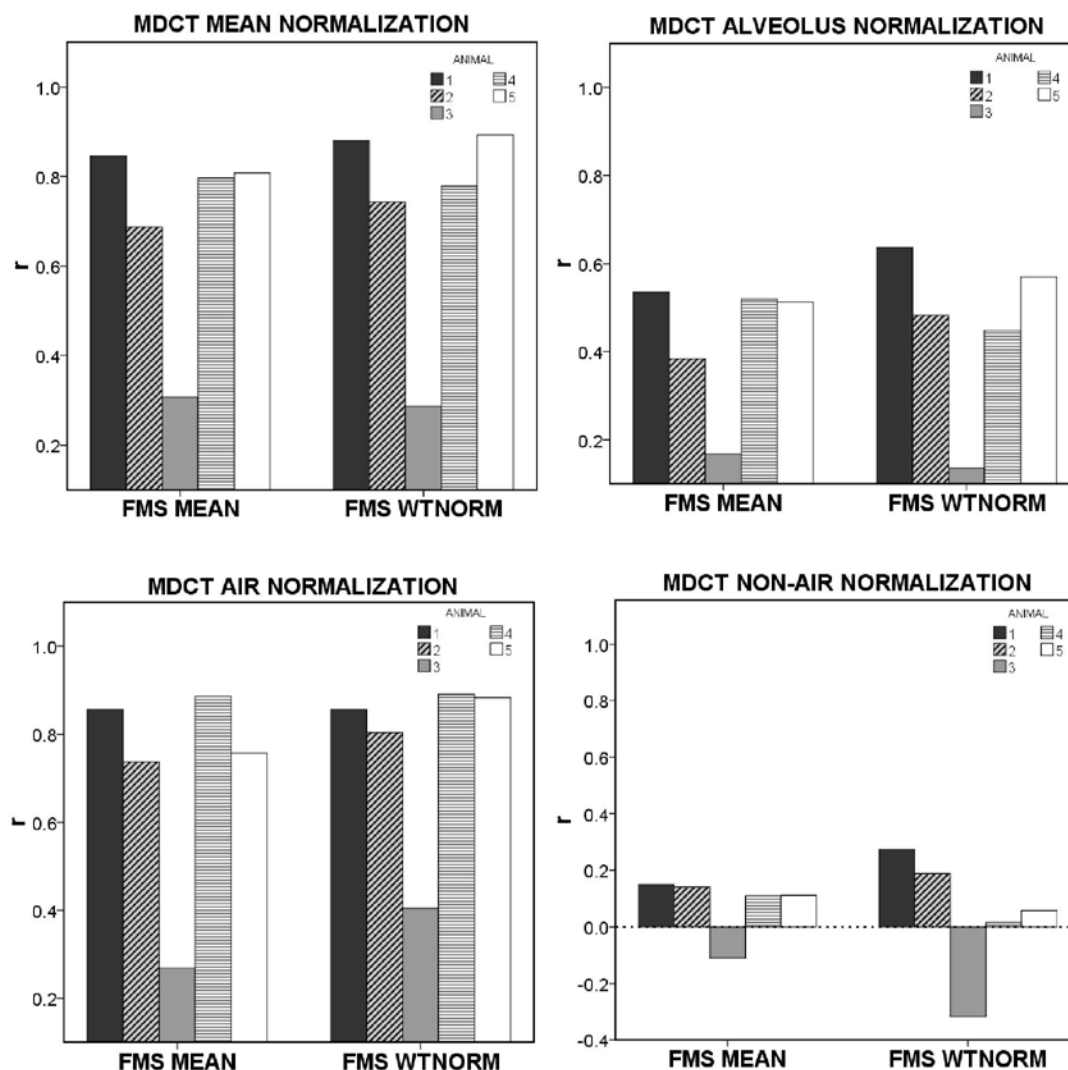 MDCT MEAN NORMALIZATION
ANIMAL
1 4
2 5
3
1.0
0.8
0.6
0.4
0.2
r
FMS MEAN FMS WTNORM
MDCT ALVEOLUS NORMALIZATION
ANIMAL
1 4
2 5
3
1.0
0.8
0.6
0.4
0.2
r
FMS MEAN FMS WTNORM
MDCT AIR NORMALIZATION
ANIMAL
1 4
2 5
3
1.0
0.8
0.6
0.4
0.2
r
FMS MEAN FMS WTNORM
MDCT NON-AIR NORMALIZATION
ANIMAL
1 4
2 5
3
1.0
0.8
0.6
0.4
0.2
0.0
-0.2
-0.4
r
FMS MEAN FMS WTNORM